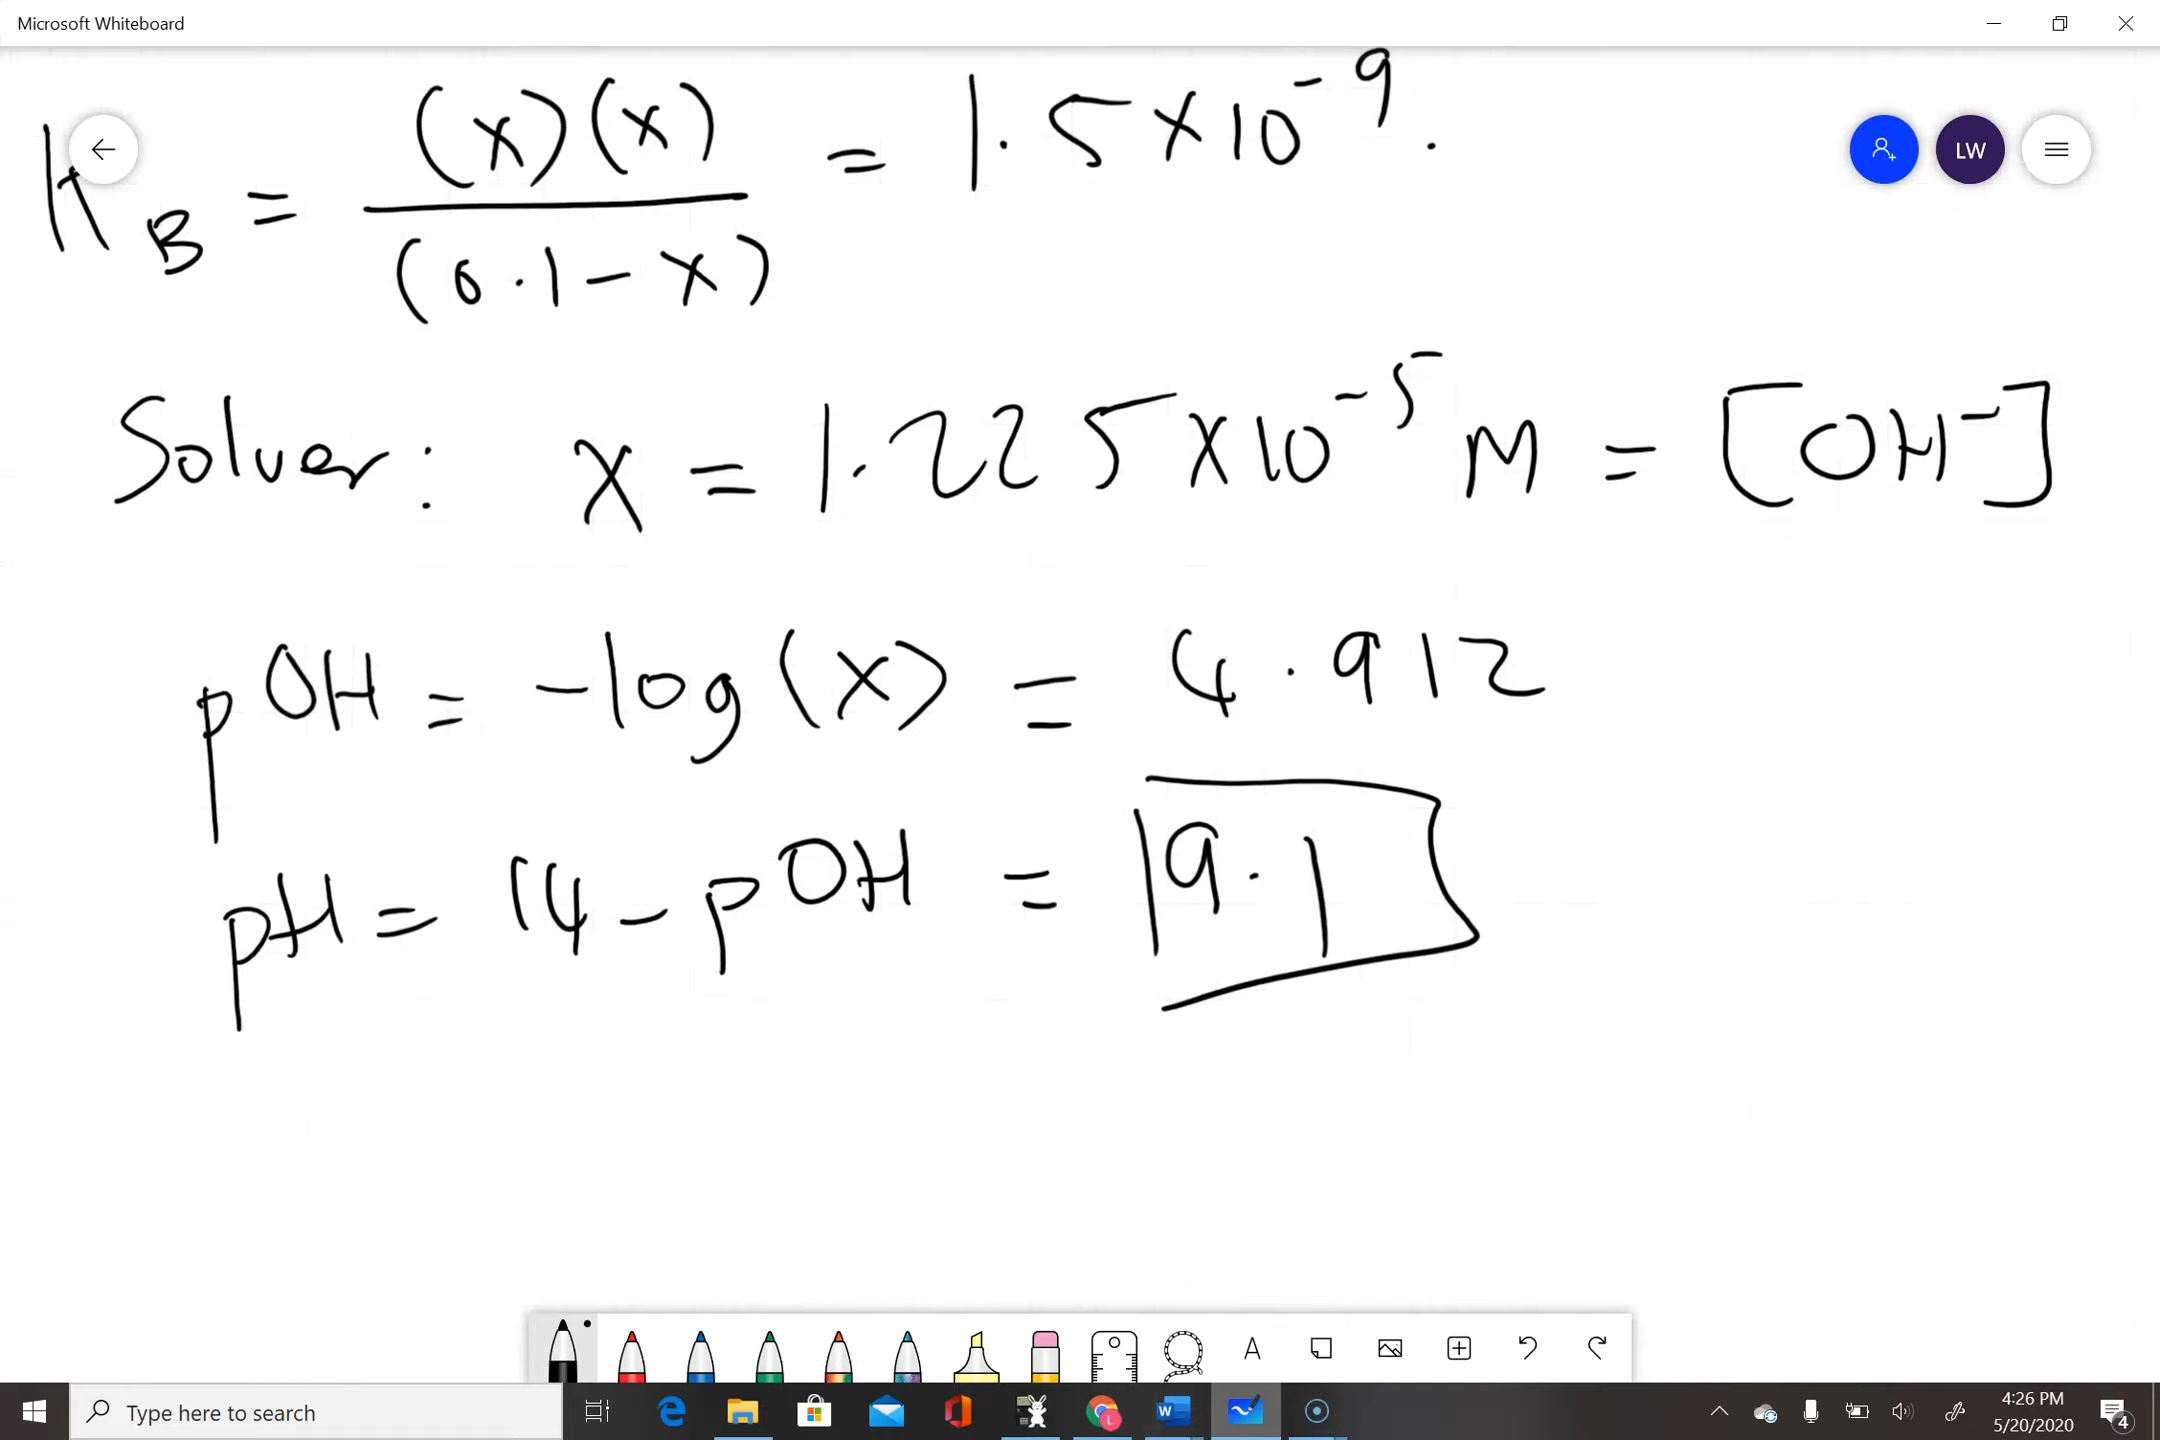 Microsoft Whiteboard
K_B = (x)(x) / (0.1 - x) = 1.5 x 10^-9.
LW
Solver: x = 1.225 x 10^-5 M = [OH^-]
pOH = -log(x) = 4.912
pH = 14 - pOH = 9.1
A
Type here to search
W
L
4:26 PM
5/20/2020
4